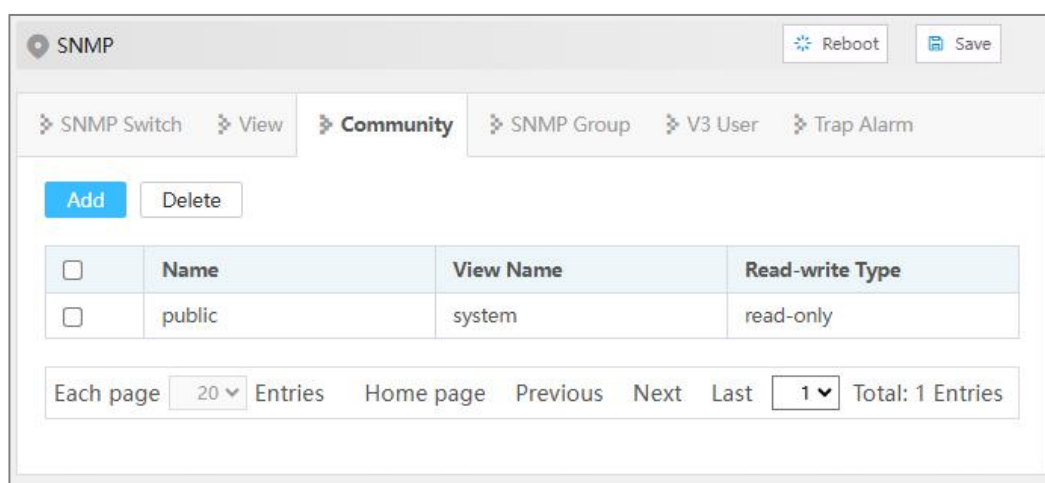 SNMP Reboot Save
SNMP Switch View Community SNMP Group V3 User Trap Alarm
Add Delete
Name View Name Read-write Type
public system read-only
Each page 20 Entries Home page Previous Next Last 1 Total: 1 Entries